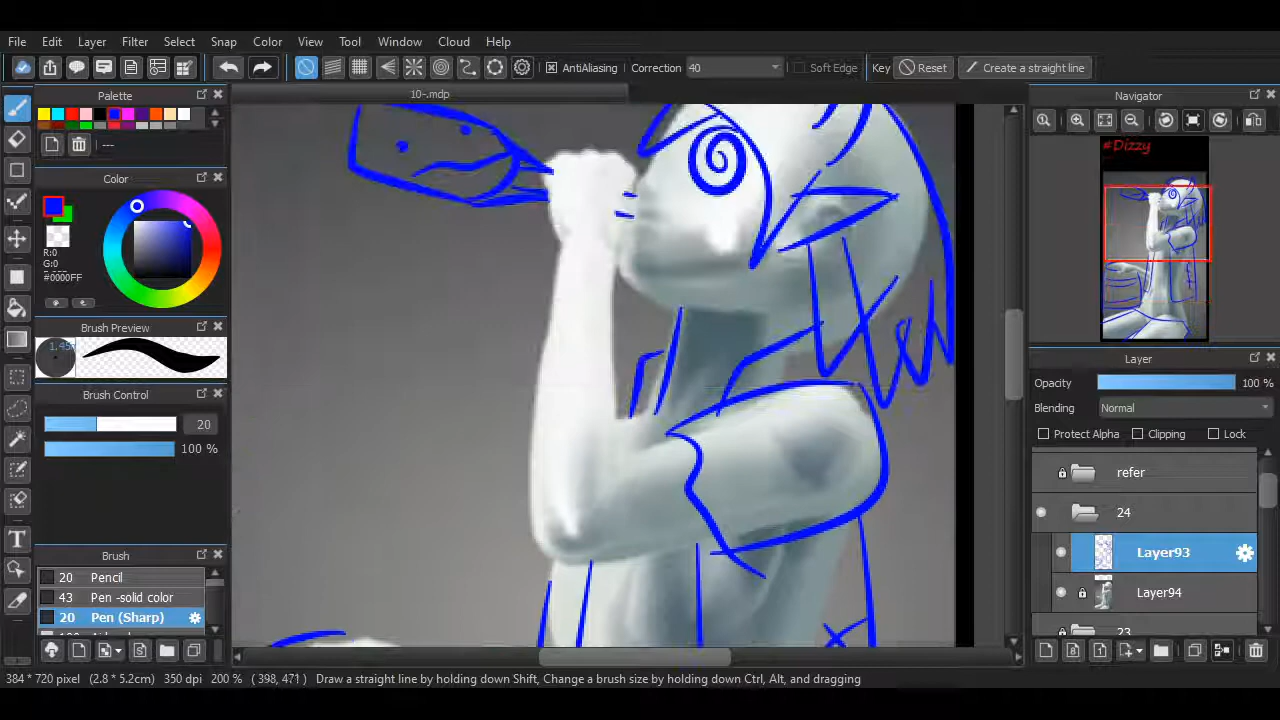 File Edit Layer Filter Select Snap Color View Tool Window Cloud Help
AntiAliasing Correction 40 Soft Edge Key Reset Create a straight line
Palette
10-.mdp
Navigator
---
#Dizzy
Color
R:0
G:0
#0000FF
Brush Preview
1.45
Layer
Opacity 100 %
Brush Control
Blending Normal
20
Protect Alpha Clipping Lock
100 %
refer
24
Brush
Layer93
20 Pencil
43 Pen -solid color
Layer94
20 Pen (Sharp)
23
384 * 720 pixel (2.8 * 5.2cm) 350 dpi 200 % ( 398, 471 ) Draw a straight line by holding down Shift, Change a brush size by holding down Ctrl, Alt, and dragging